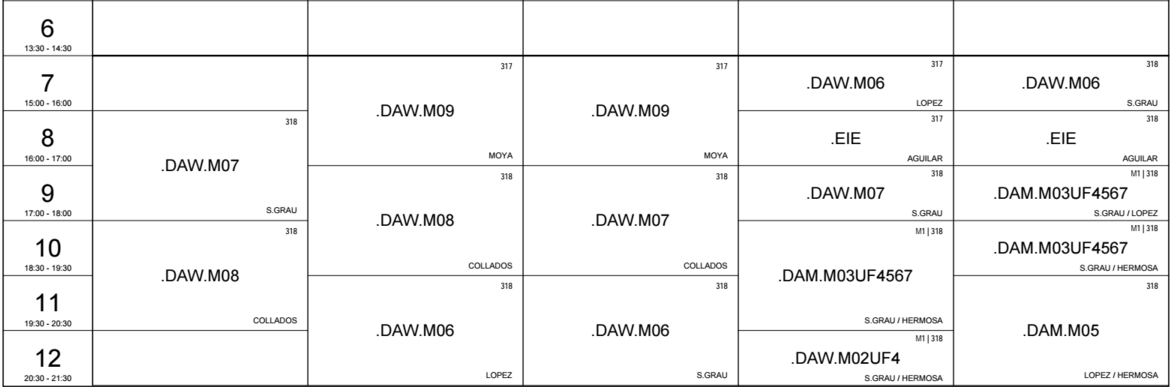 6
13:30 - 14:30
7
15:00 - 16:00
317
.DAW.M09
MOYA
317
.DAW.M09
MOYA
317
.DAW.M06
LOPEZ
318
.DAW.M06
S.GRAU
8
16:00 - 17:00
318
.DAW.M07
S.GRAU
317
.EIE
AGUILAR
318
.EIE
AGUILAR
9
17:00 - 18:00
318
.DAW.M08
COLLADOS
318
.DAW.M07
COLLADOS
318
.DAW.M07
S.GRAU
M1 | 318
.DAM.M03UF4567
S.GRAU / LOPEZ
10
18:30 - 19:30
318
.DAW.M08
COLLADOS
M1 | 318
.DAM.M03UF4567
S.GRAU / HERMOSA
M1 | 318
.DAM.M03UF4567
S.GRAU / HERMOSA
11
19:30 - 20:30
318
.DAW.M06
LOPEZ
318
.DAW.M06
S.GRAU
318
.DAM.M05
LOPEZ / HERMOSA
12
20:30 - 21:30
M1 | 318
.DAW.M02UF4
S.GRAU / HERMOSA